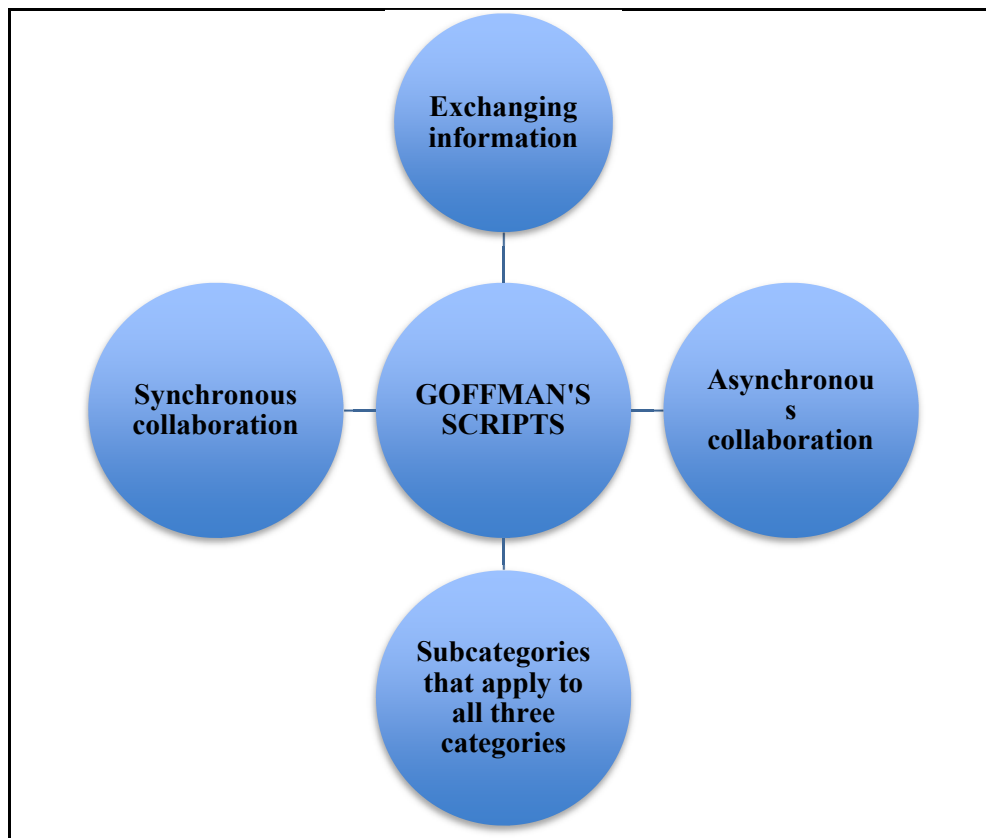 Exchanging
information
Synchronous
collaboration
GOFFMAN'S
SCRIPTS
Asynchronou
s
collaboration
Subcategories
that apply to
all three
categories